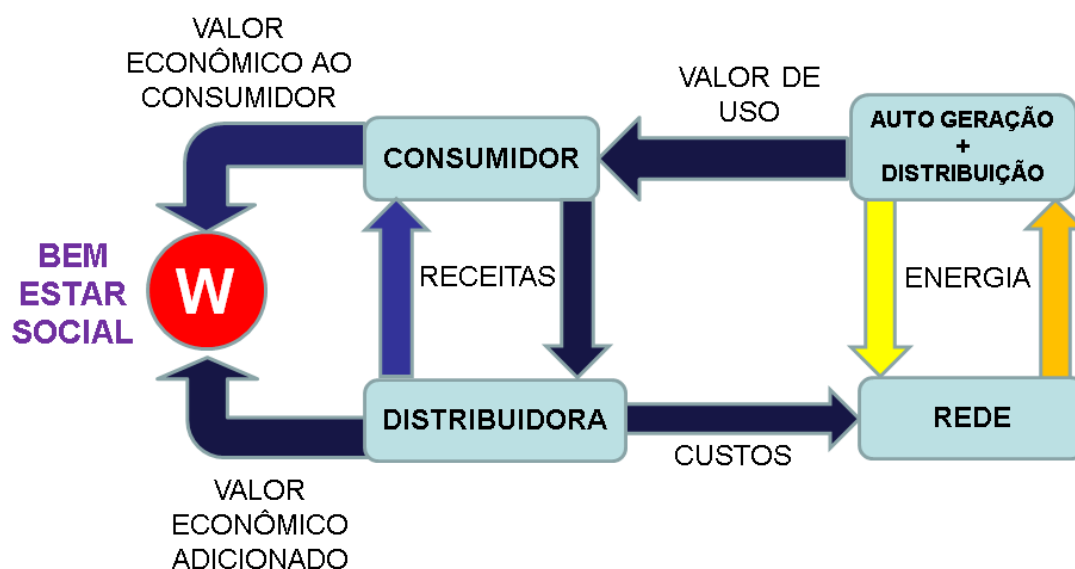 VALOR
ECONÔMICO AO
CONSUMIDOR
VALOR DE
USO
AUTO GERAÇÃO
+
DISTRIBUIÇÃO
CONSUMIDOR
BEM
ESTAR
SOCIAL
W
RECEITAS
ENERGIA
DISTRIBUIDORA
REDE
CUSTOS
VALOR
ECONÔMICO
ADICIONADO